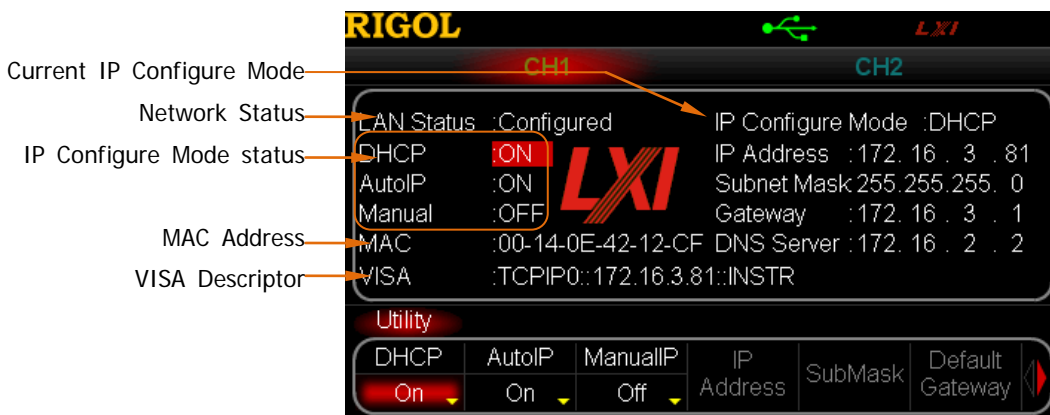 RIGOL
LXI
CH1 CH2
Current IP Configure Mode
Network Status
IP Configure Mode status
MAC Address
VISA Descriptor
LAN Status :Configured
DHCP :ON
AutoIP :ON
Manual :OFF
MAC :00-14-0E-42-12-CF
VISA :TCPIP0::172.16.3.81::INSTR
LXI
IP Configure Mode :DHCP
IP Address :172. 16 . 3 . 81
Subnet Mask:255.255.255. 0
Gateway :172. 16 . 3 . 1
DNS Server :172. 16 . 2 . 2
Utility
DHCP AutoIP ManualIP IP Address SubMask Default Gateway
On On Off